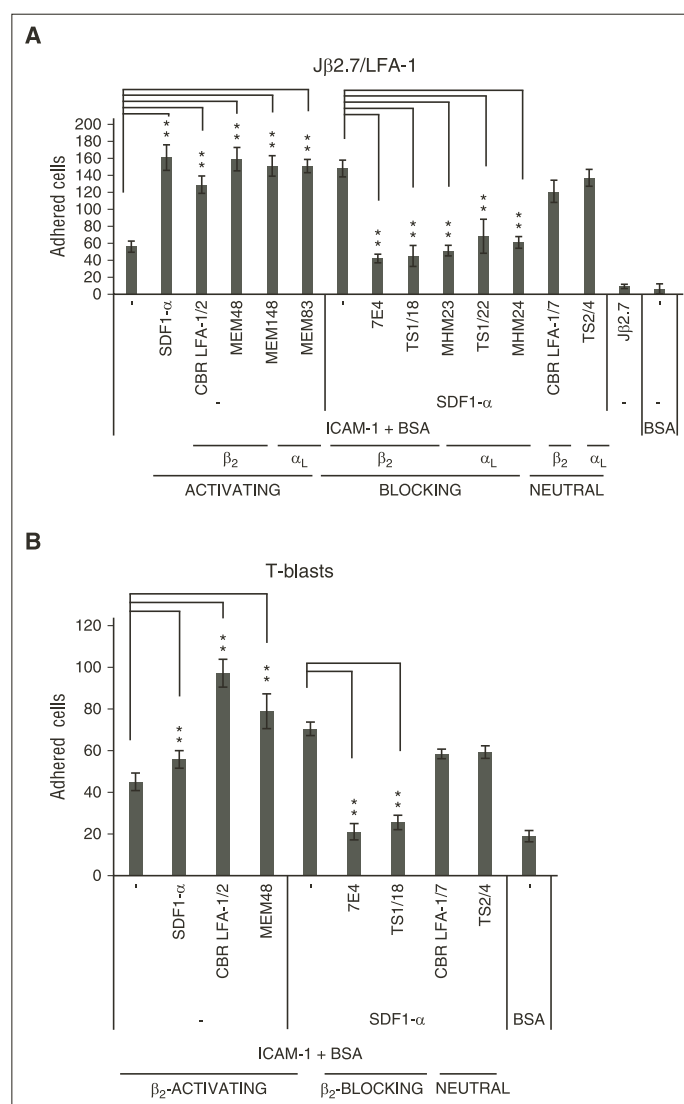 A
Jβ2.7/LFA-1
Adhered cells
200
180
160
140
120
100
80
60
40
20
0
** ** ** ** **
** ** ** ** **
-
SDF1-α
CBR LFA-1/2
MEM48
MEM148
MEM83
-
7E4
TS1/18
MHM23
TS1/22
MHM24
CBR LFA-1/7
TS2/4
Jβ2.7
-
- SDF1-α - BSA
ICAM-1 + BSA
β2 αL β2 αL β2 αL
ACTIVATING BLOCKING NEUTRAL
B
T-blasts
Adhered cells
120
100
80
60
40
20
0
** ** **
** **
-
SDF1-α
CBR LFA-1/2
MEM48
-
7E4
TS1/18
CBR LFA-1/7
TS2/4
-
- SDF1-α BSA
ICAM-1 + BSA
β2-ACTIVATING β2-BLOCKING NEUTRAL